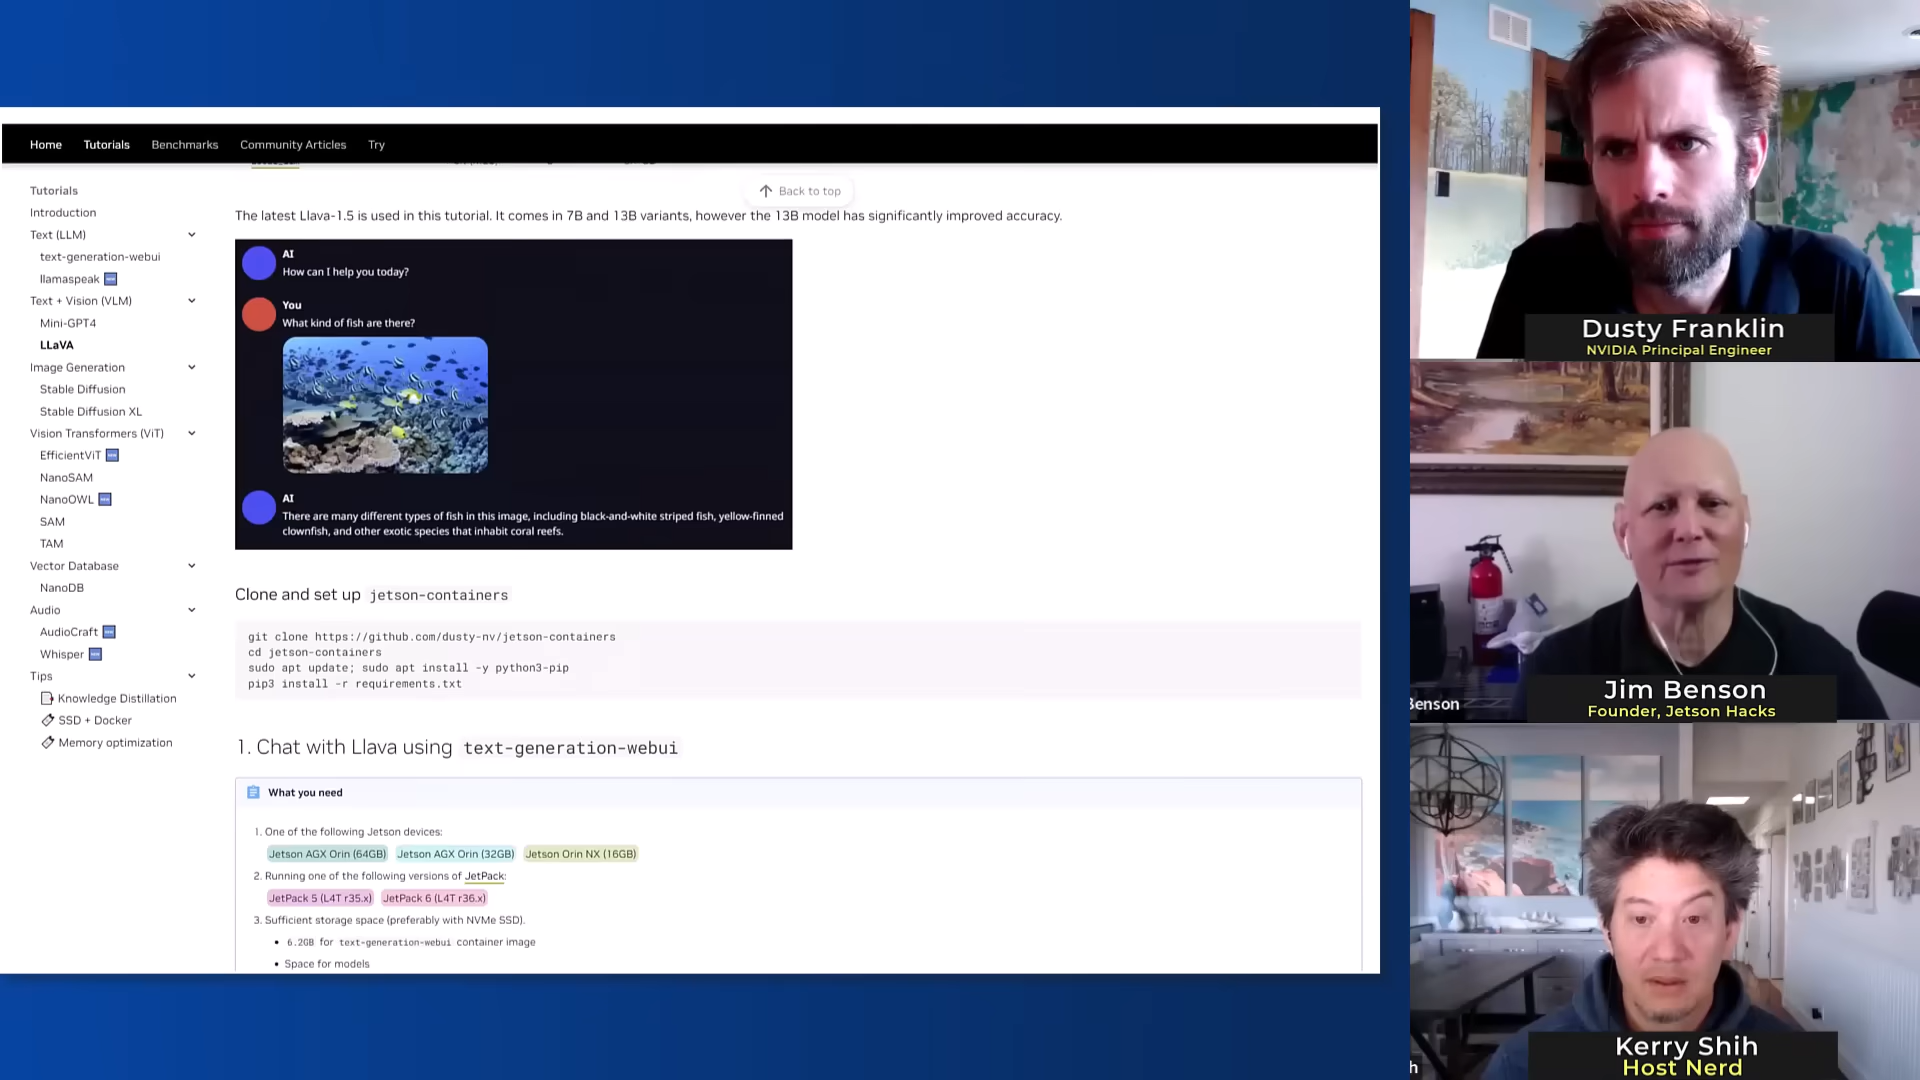 Home Tutorials Benchmarks Community Articles Try
Back to top
Tutorials
Introduction
Text (LLM)
text-generation-webui
llamaspeak
Text + Vision (VLM)
Mini-GPT4
LLaVA
Image Generation
Stable Diffusion
Stable Diffusion XL
Vision Transformers (ViT)
EfficientViT
NanoSAM
NanoOWL
SAM
TAM
Vector Database
NanoDB
Audio
AudioCraft
Whisper
Tips
Knowledge Distillation
SSD + Docker
Memory optimization
The latest Llava-1.5 is used in this tutorial. It comes in 7B and 13B variants, however the 13B model has significantly improved accuracy.
AI
How can I help you today?
You
What kind of fish are there?
AI
There are many different types of fish in this image, including black-and-white striped fish, yellow-finned
clownfish, and other exotic species that inhabit coral reefs.
Clone and set up jetson-containers
git clone https://github.com/dusty-nv/jetson-containers
cd jetson-containers
sudo apt update; sudo apt install -y python3-pip
pip3 install -r requirements.txt
1. Chat with Llava using text-generation-webui
What you need
1. One of the following Jetson devices:
Jetson AGX Orin (64GB) Jetson AGX Orin (32GB) Jetson Orin NX (16GB)
2. Running one of the following versions of JetPack:
JetPack 5 (L4T r35.x) JetPack 6 (L4T r36.x)
3. Sufficient storage space (preferably with NVMe SSD).
• 6.2GB for text-generation-webui container image
• Space for models
Dusty Franklin
NVIDIA Principal Engineer
Benson
Jim Benson
Founder, Jetson Hacks
h
Kerry Shih
Host Nerd